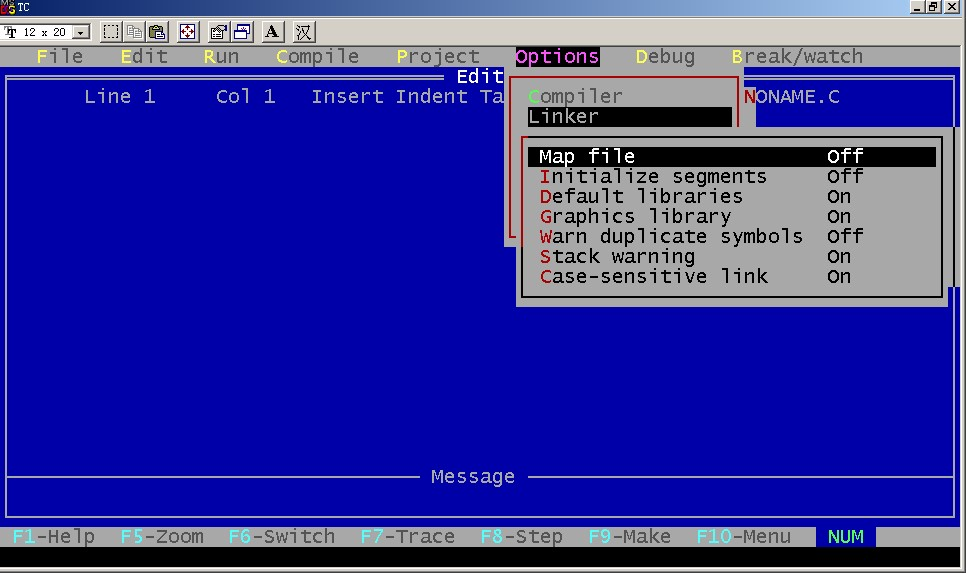 TC
12 x 20
A 汉
File Edit Run Compile Project Options Debug Break/watch
Edit
Line 1 Col 1 Insert Indent Ta NONAME.C
Compiler
Linker
Map file Off
Initialize segments Off
Default libraries On
Graphics library On
Warn duplicate symbols Off
Stack warning On
Case-sensitive link On
Message
F1-Help F5-Zoom F6-Switch F7-Trace F8-Step F9-Make F10-Menu NUM